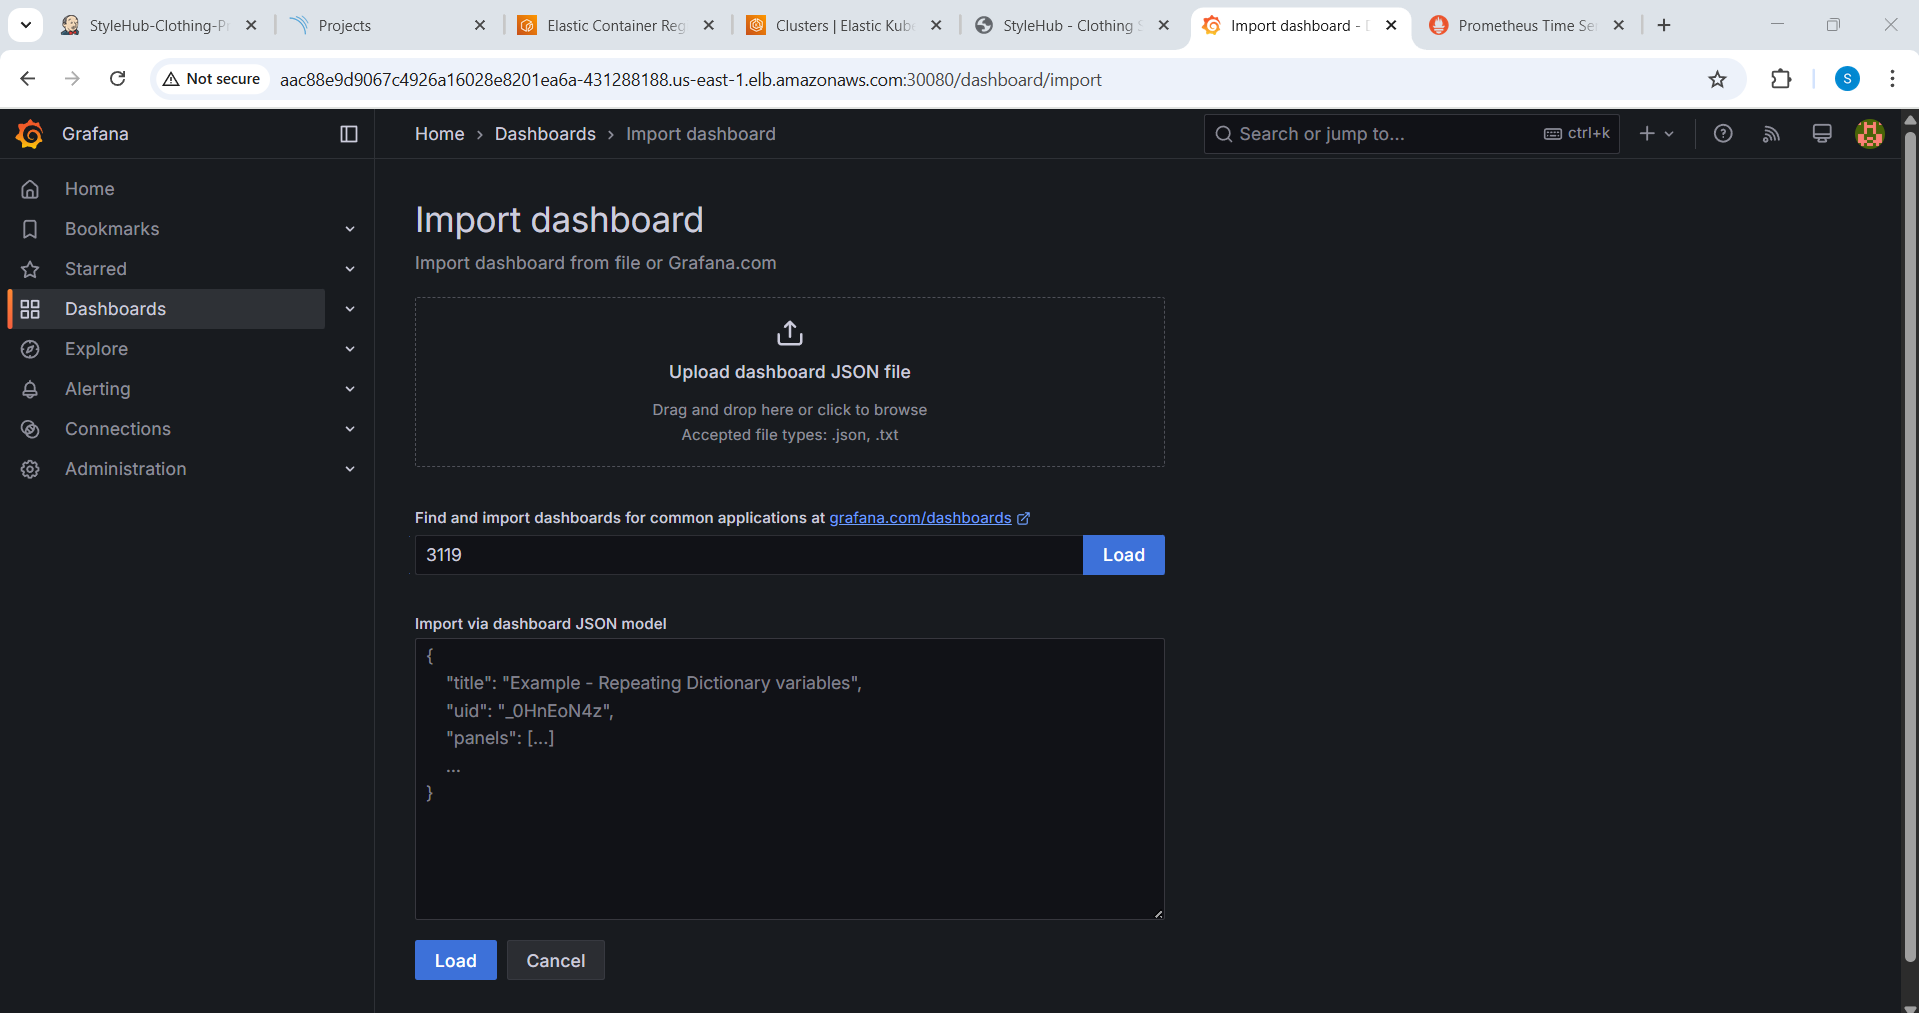 StyleHub-Clothing-Pr
Projects
Elastic Container Reg
Clusters | Elastic Kube
StyleHub - Clothing S
Import dashboard - D
Prometheus Time Ser
Not secure
aac88e9d9067c4926a16028e8201ea6a-431288188.us-east-1.elb.amazonaws.com:30080/dashboard/import
S
Grafana
Home › Dashboards › Import dashboard
Search or jump to...
ctrl+k
Home
Bookmarks
Starred
Dashboards
Explore
Alerting
Connections
Administration
Import dashboard
Import dashboard from file or Grafana.com
Upload dashboard JSON file
Drag and drop here or click to browse
Accepted file types: .json, .txt
Find and import dashboards for common applications at grafana.com/dashboards
3119
Load
Import via dashboard JSON model
{
"title": "Example - Repeating Dictionary variables",
"uid": "_0HnEoN4z",
"panels": [...]
...
}
Load
Cancel